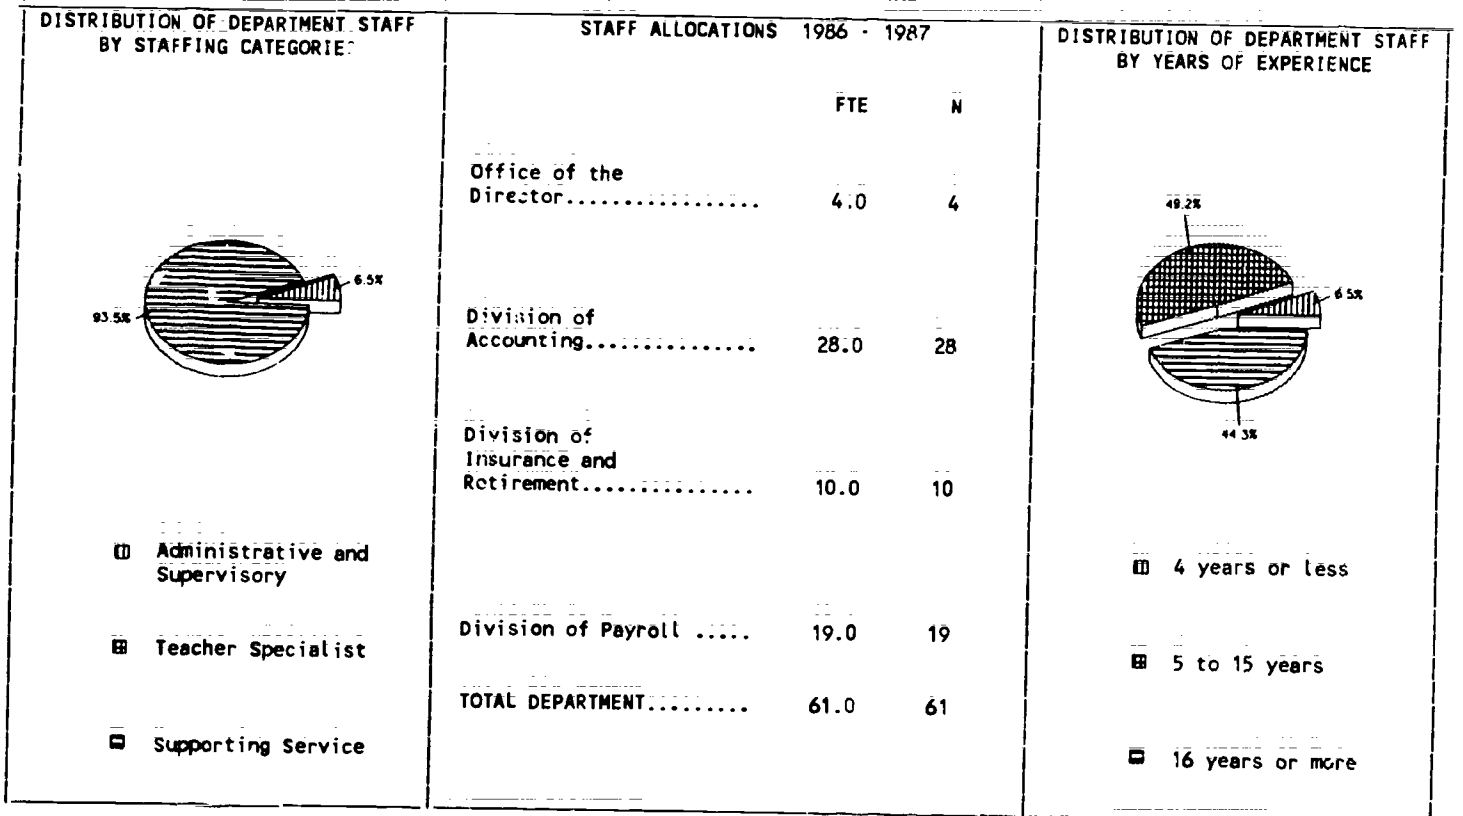 DISTRIBUTION OF DEPARTMENT STAFF
BY STAFFING CATEGORIES
93.5%
6.5%
Administrative and
Supervisory
Teacher Specialist
Supporting Service
STAFF ALLOCATIONS 1986 - 1987
FTE N
Office of the
Director................. 4.0 4
Division of
Accounting............... 28.0 28
Division of
Insurance and
Retirement............... 10.0 10
Division of Payroll ..... 19.0 19
TOTAL DEPARTMENT......... 61.0 61
DISTRIBUTION OF DEPARTMENT STAFF
BY YEARS OF EXPERIENCE
49.2%
6.5%
44.3%
4 years or less
5 to 15 years
16 years or more